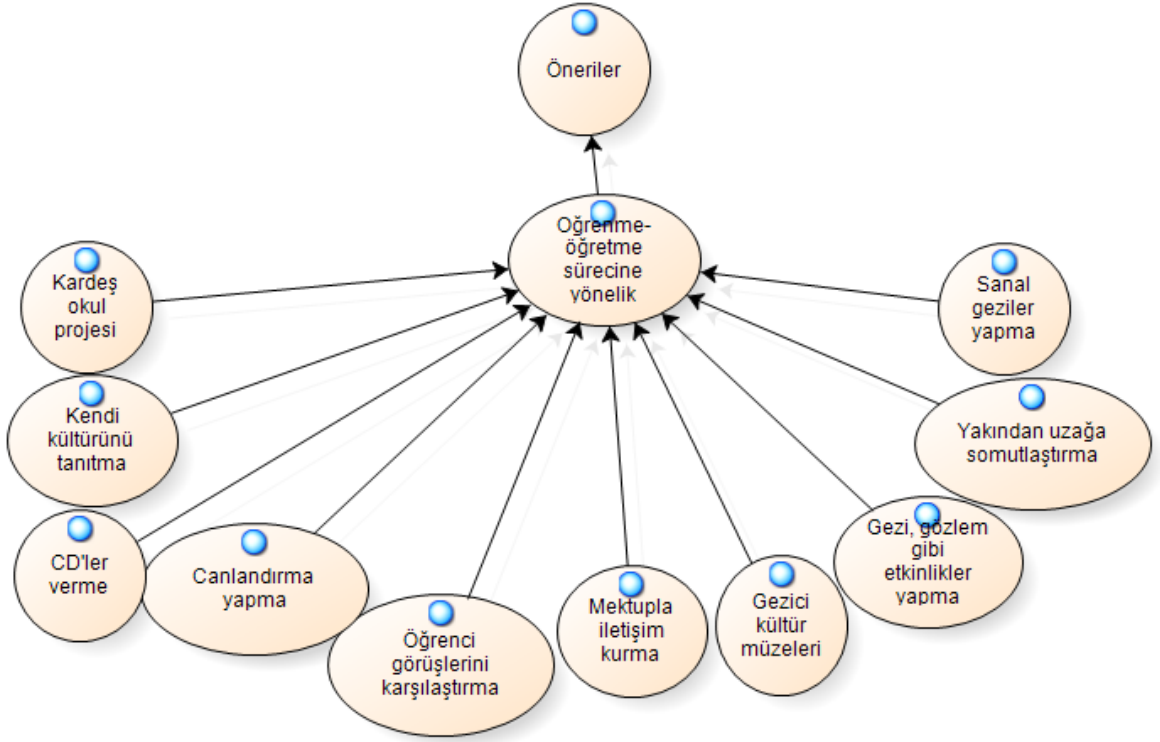 Öneriler
Öğrenme-
öğretme
sürecine
yönelik
Kardeş
okul
projesi
Kendi
kültürünü
tanıtma
CD'ler
verme
Canlandırma
yapma
Öğrenci
görüşlerini
karşılaştırma
Mektupla
iletişim
kurma
Gezici
kültür
müzeleri
Gezi, gözlem
gibi
etkinlikler
yapma
Yakından uzağa
somutlaştırma
Sanal
geziler
yapma